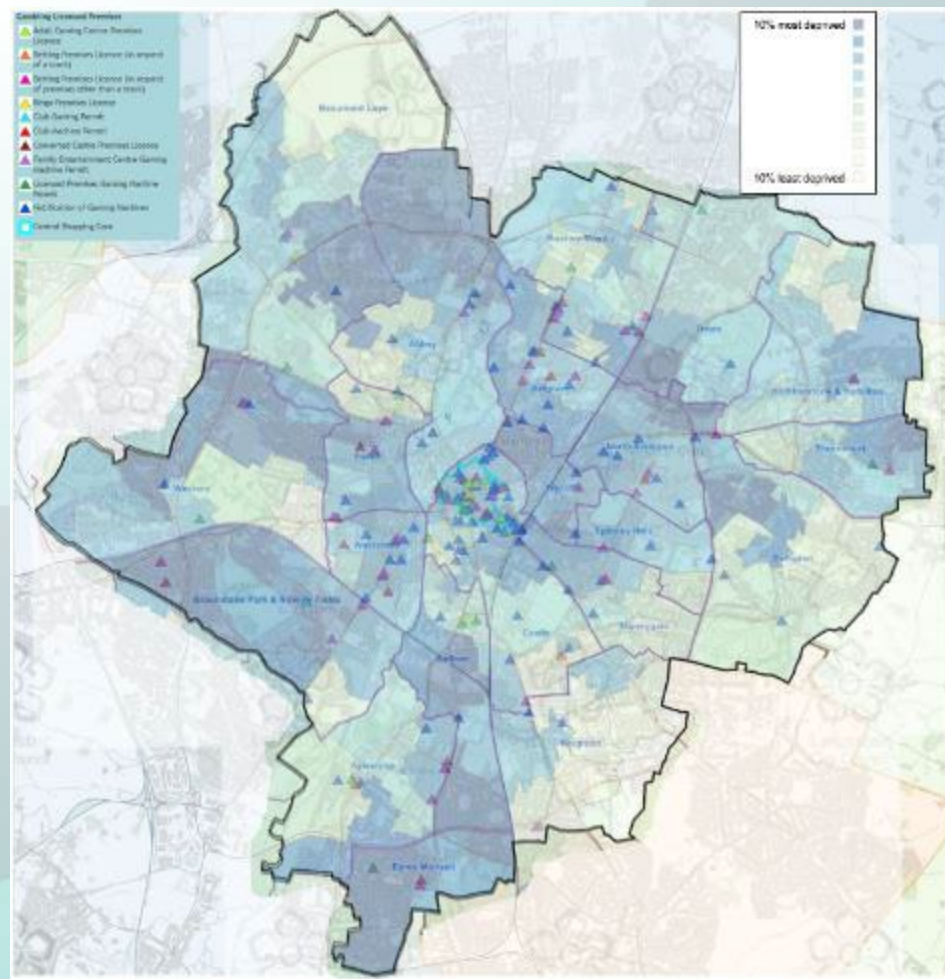 Gambling Licensed Premises
Adult Gaming Centre Premises
Licence
Betting Premises Licence (in respect
of a track)
Betting Premises Licence (in respect
of premises other than a track)
Bingo Premises Licence
Club Gaming Permit
Club Machine Permit
Converted Casino Premises Licence
Family Entertainment Centre Gaming
Machine Permit
Licensed Premises Gaming Machine
Permit
Notification of Gaming Machines
Central Shopping Core
10% most deprived
10% least deprived
Beaumont Leys
Rushey Mead
Troon
Abbey
Belgrave
Humberstone & Hamilton
North Evington
Thurncourt
Western
Spinney Hills
Evington
Braunstone Park & Rowley Fields
Stoneygate
Castle
Saffron
Knighton
Aylestone
Eyres Monsell